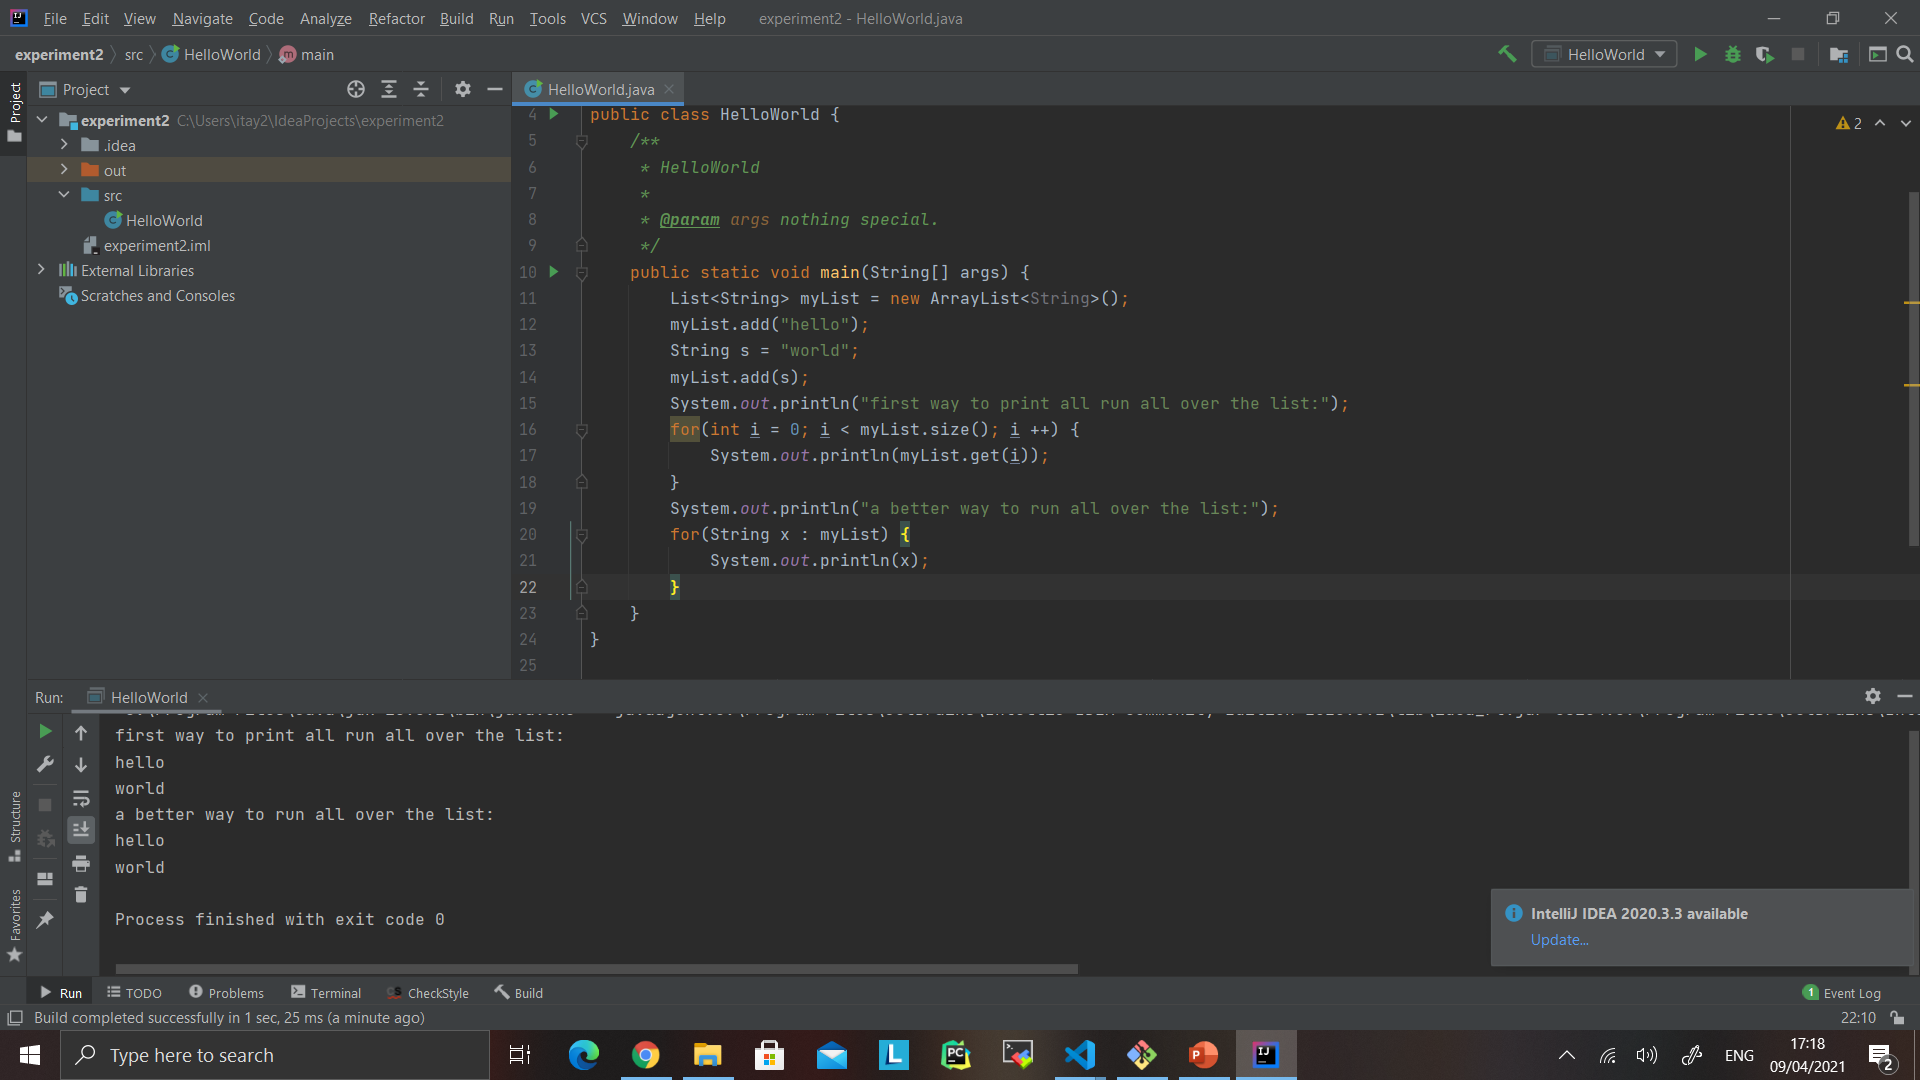 File Edit View Navigate Code Analyze Refactor Build Run Tools VCS Window Help experiment2 - HelloWorld.java
experiment2 src HelloWorld main
HelloWorld
Project
Project
HelloWorld.java
experiment2 C:\Users\itay2\IdeaProjects\experiment2
.idea
out
src
HelloWorld
experiment2.iml
External Libraries
Scratches and Consoles
2
4 public class HelloWorld {
5 /**
6 * HelloWorld
7 *
8 * @param args nothing special.
9 */
10 public static void main(String[] args) {
11 List<String> myList = new ArrayList<String>();
12 myList.add("hello");
13 String s = "world";
14 myList.add(s);
15 System.out.println("first way to print all run all over the list:");
16 for(int i = 0; i < myList.size(); i ++) {
17 System.out.println(myList.get(i));
18 }
19 System.out.println("a better way to run all over the list:");
20 for(String x : myList) {
21 System.out.println(x);
22 }
23 }
24 }
25
Run: HelloWorld
first way to print all run all over the list:
hello
world
a better way to run all over the list:
hello
world
Process finished with exit code 0
Structure
Favorites
IntelliJ IDEA 2020.3.3 available
Update...
Run TODO Problems Terminal CheckStyle Build 1 Event Log
Build completed successfully in 1 sec, 25 ms (a minute ago) 22:10
Type here to search
ENG
17:18
09/04/2021
2